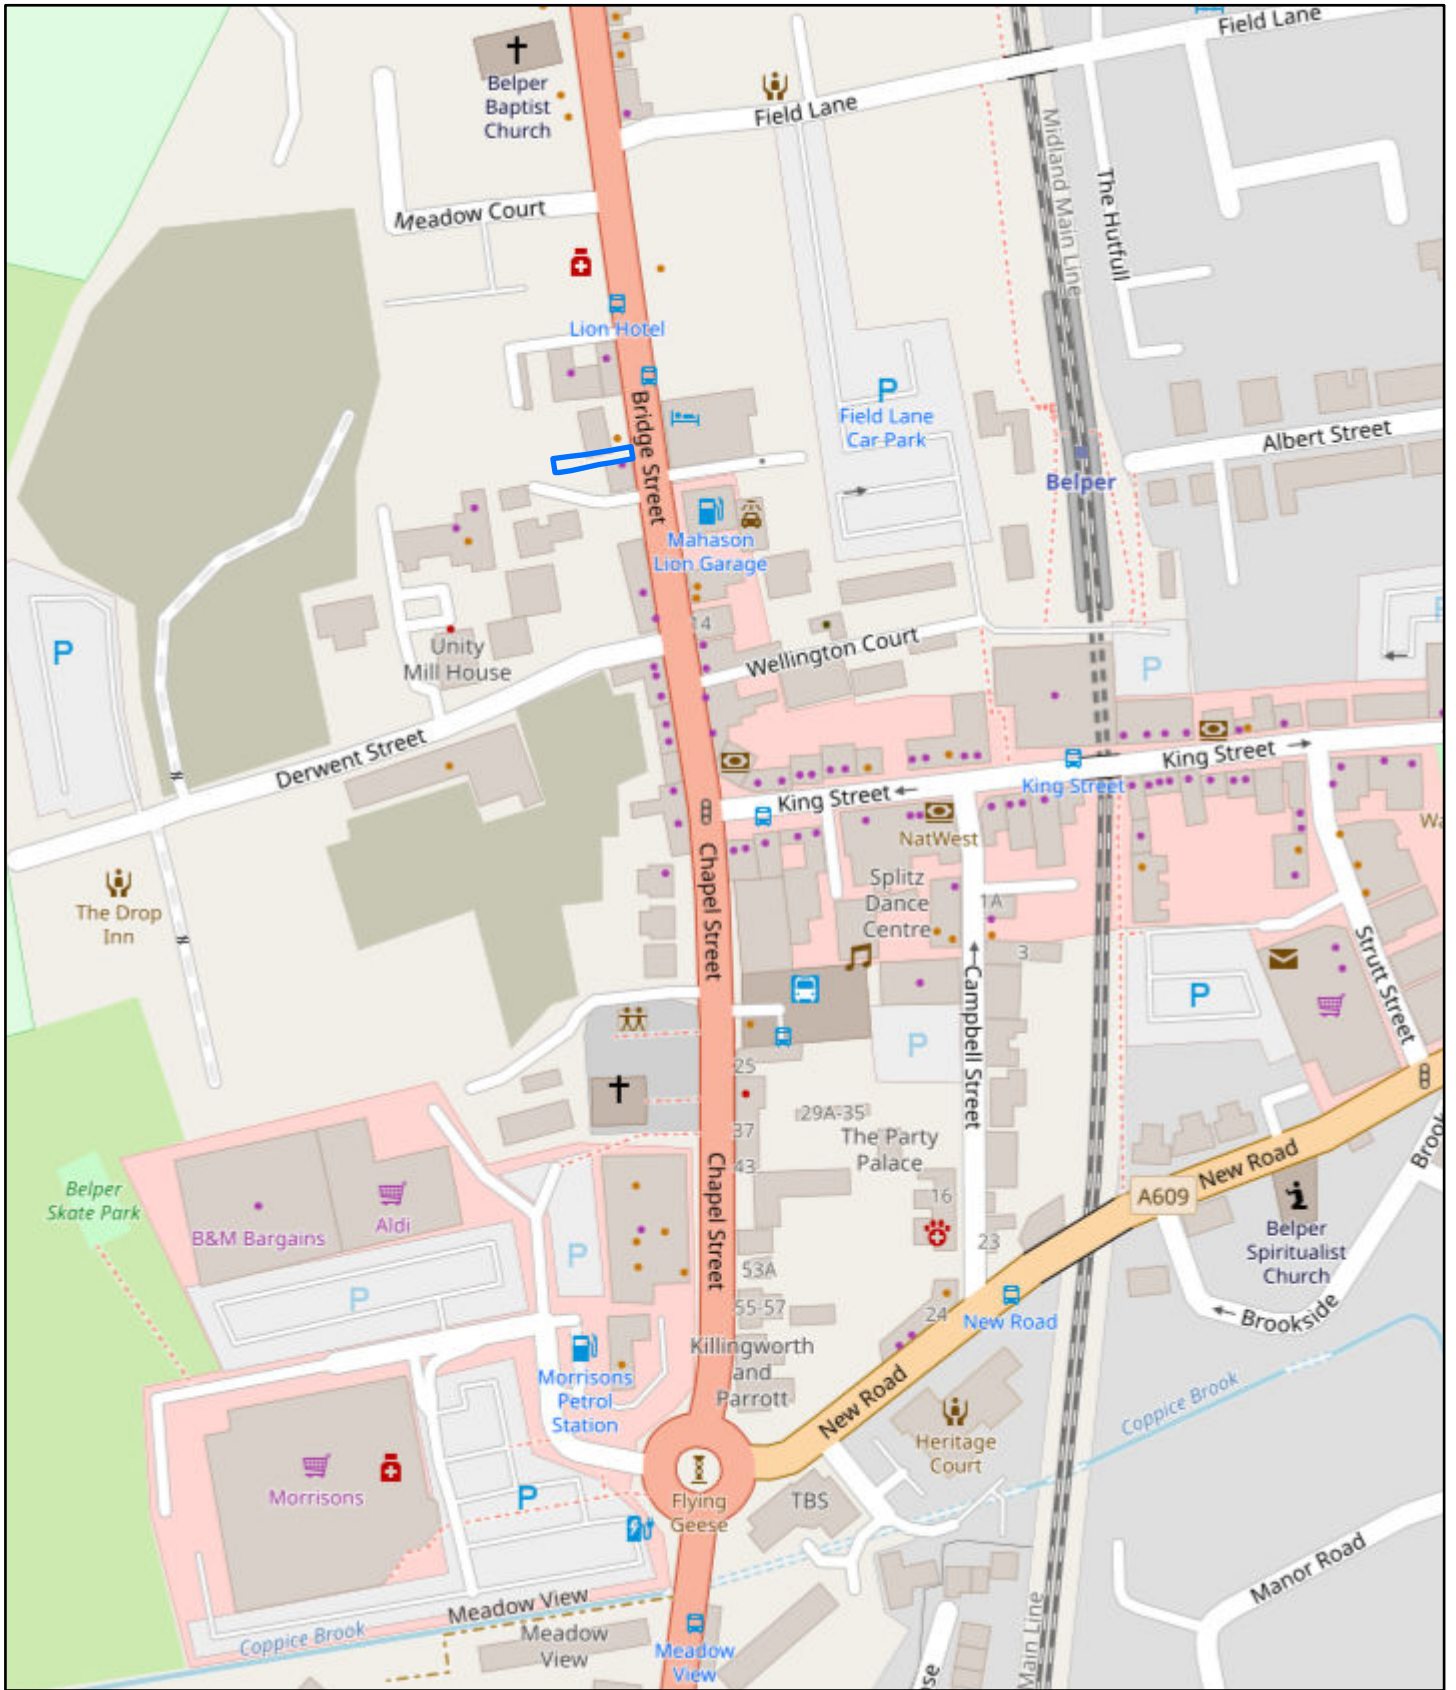 Field Lane
Belper
Baptist
Church
Field Lane
Midland Main Line
The Hutfull
Meadow Court
Lion Hotel
Bridge Street
P
Field Lane
Car Park
Albert Street
Belper
Mahason
Lion Garage
14
P
Unity
Mill House
Wellington Court
P
Derwent Street
King Street
King Street
King Street
NatWest
Chapel Street
Splitz
Dance
Centre
1A
The Drop
Inn
3
Strutt Street
P
Campbell Street
P
25
29A-35
37
The Party
Palace
43
New Road
A609
Belper
Skate Park
16
B&M Bargains
Aldi
Chapel Street
P
23
Belper
Spiritualist
Church
53A
P
55-57
24
New Road
Brookside
Killingworth
and
Parrott
Morrisons
Petrol
Station
New Road
Coppice Brook
Heritage
Court
Morrisons
P
Flying
Geese
TBS
Manor Road
Meadow View
Coppice Brook
Meadow
View
Meadow
View
Main Line